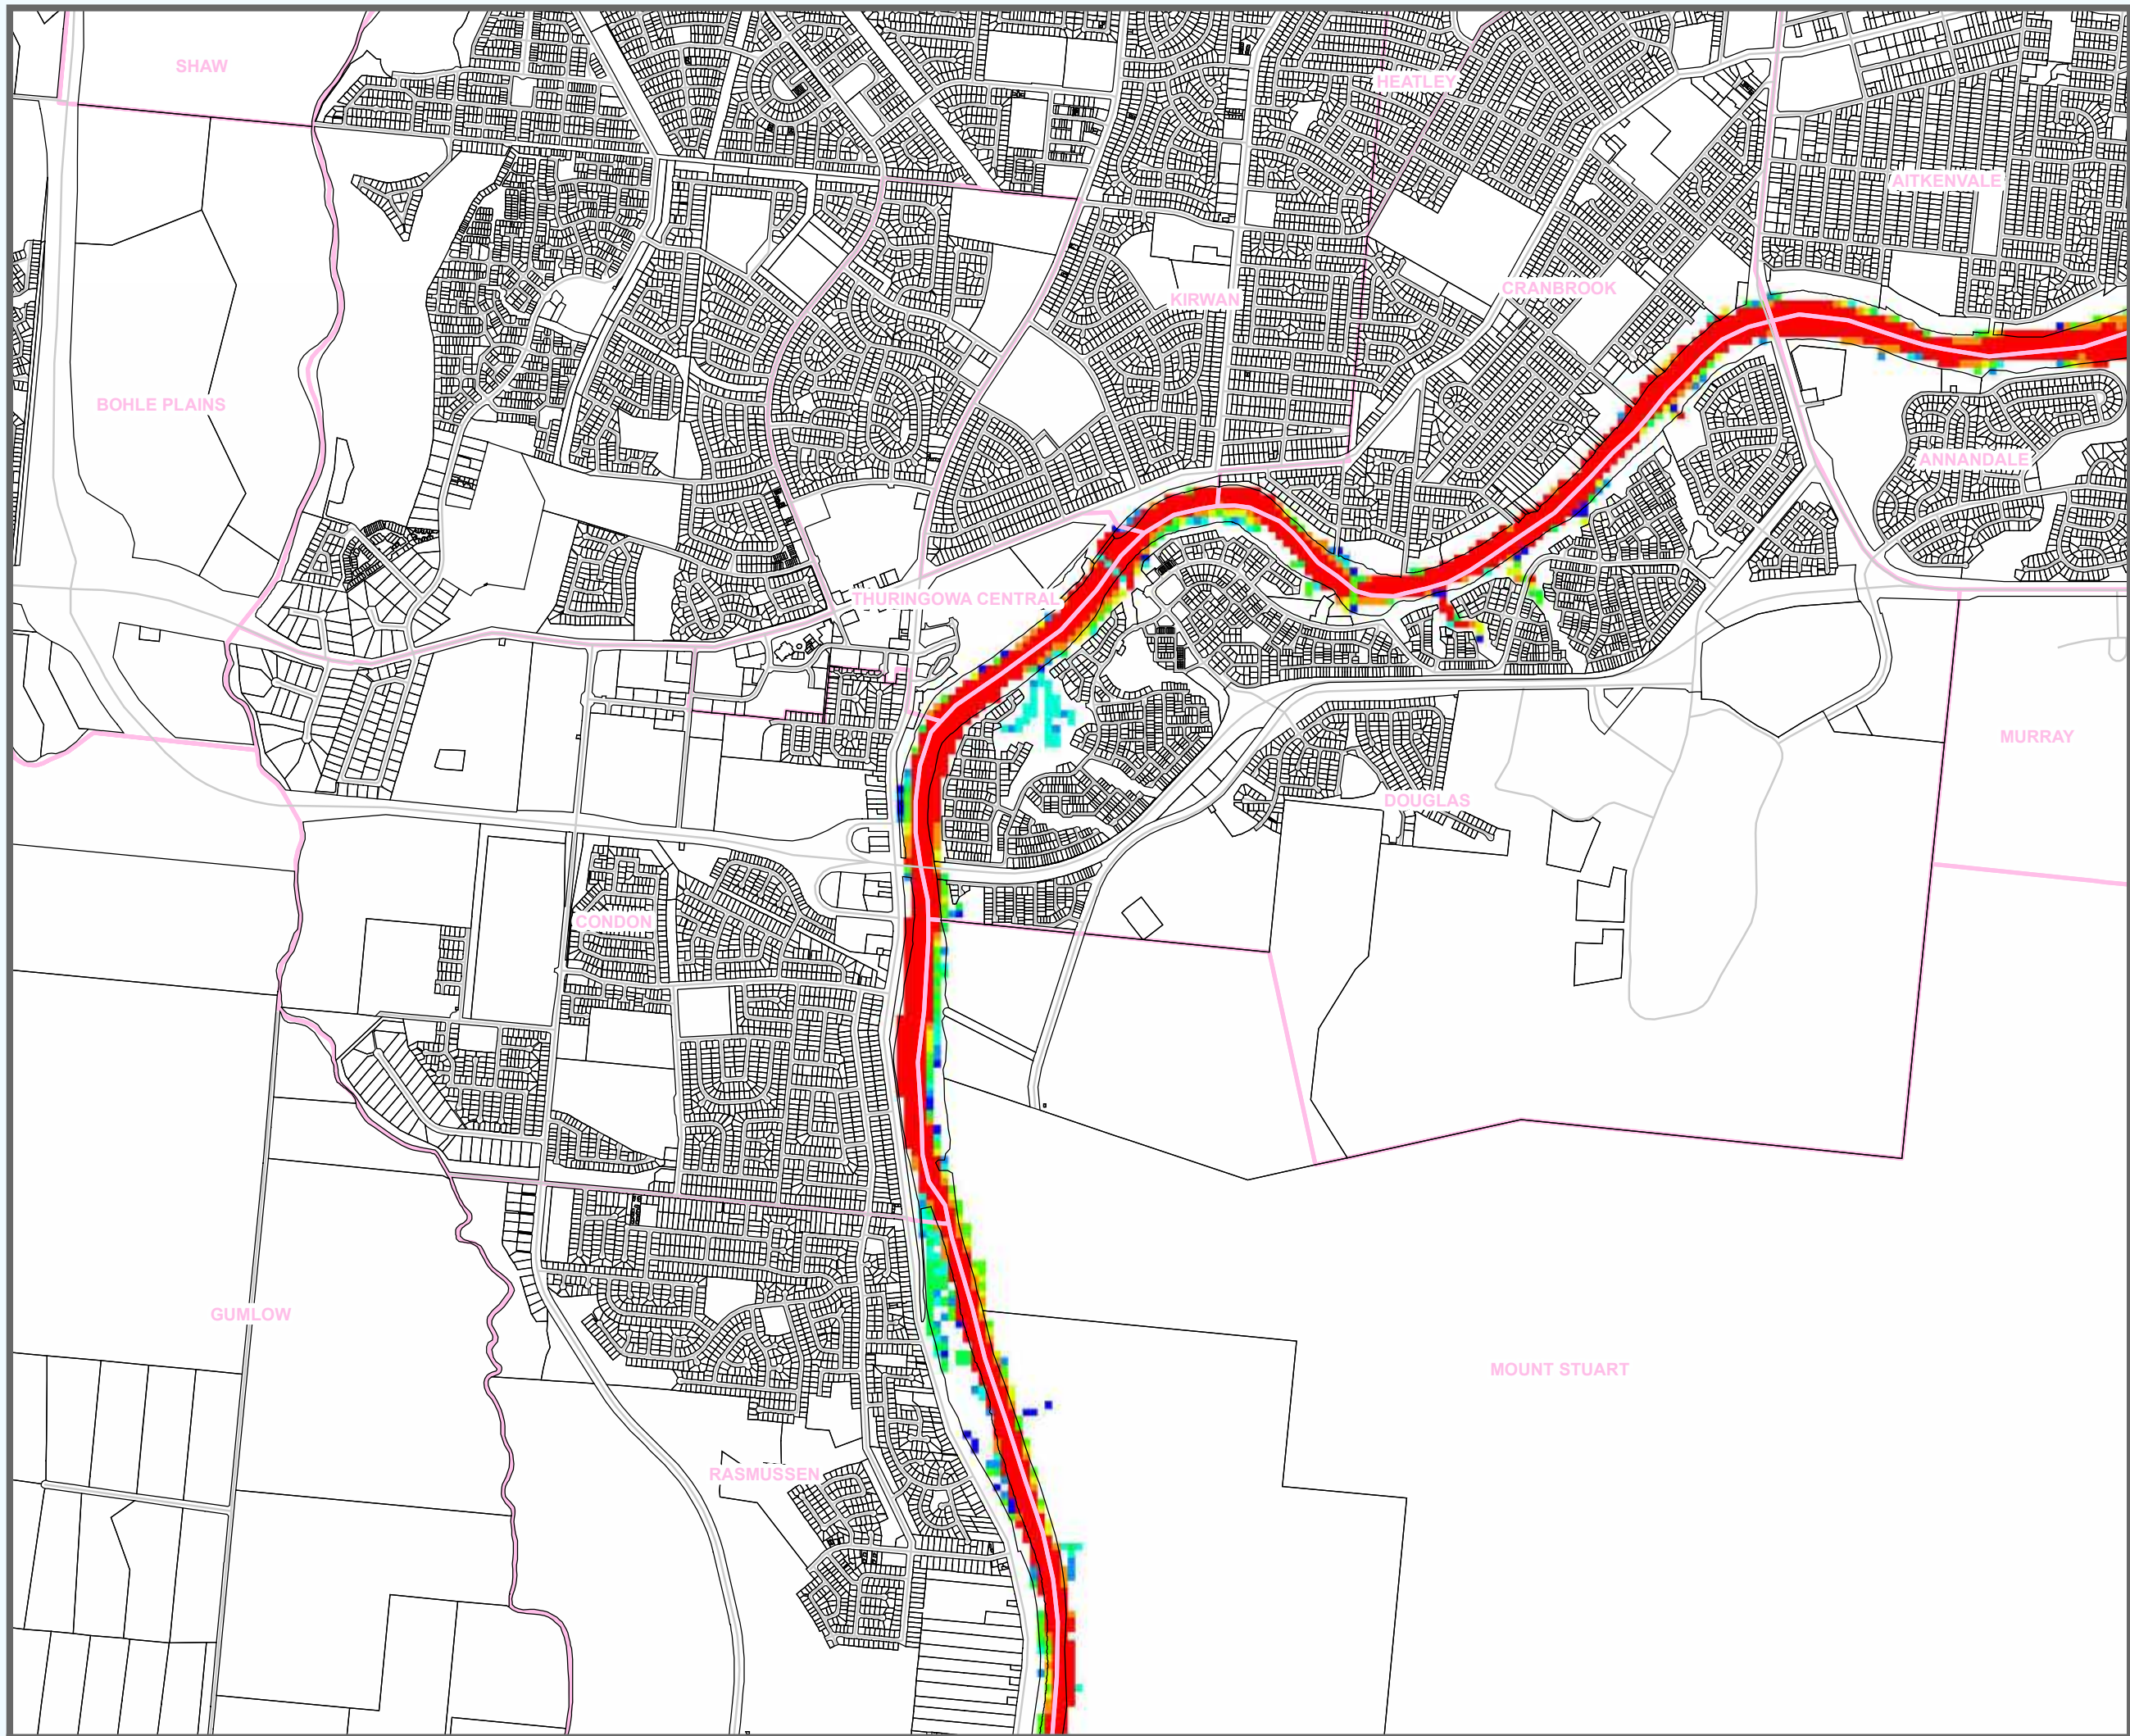 SHAW
HEATLEY
AITKENVALE
CRANBROOK
KIRWAN
BOHLE PLAINS
ANNANDALE
THURINGOWA CENTRAL
MURRAY
DOUGLAS
CONDON
GUMLOW
MOUNT STUART
RASMUSSEN